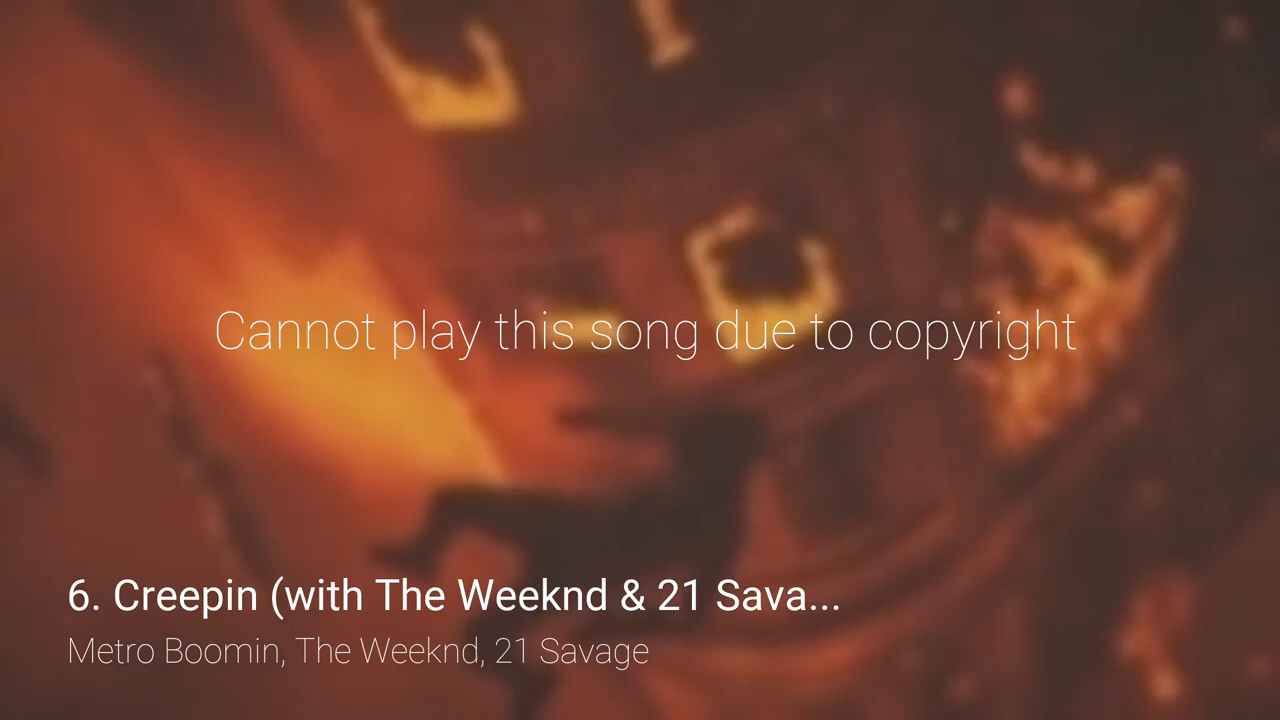 Cannot play this song due to copyright
6. Creepin (with The Weeknd & 21 Sava...
Metro Boomin, The Weeknd, 21 Savage